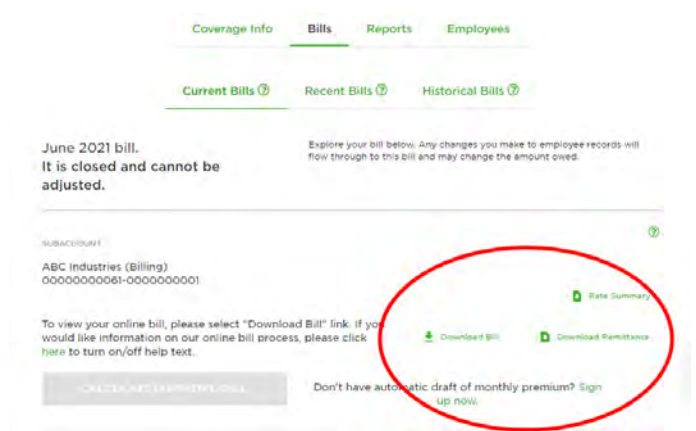 Coverage Info Bills Reports Employees
Current Bills ? Recent Bills ? Historical Bills ?
June 2021 bill.
It is closed and cannot be
adjusted.
Explore your bill below. Any changes you make to employee records will
flow through to this bill and may change the amount owed.
?
SUBACCOUNT
ABC Industries (Billing)
00000000061-0000000001
Rate Summary
To view your online bill, please select "Download Bill" link. If you
would like information on our online bill process, please click
here to turn on/off help text.
Download Bill Download Remittance
Don't have automatic draft of monthly premium? Sign
up now.